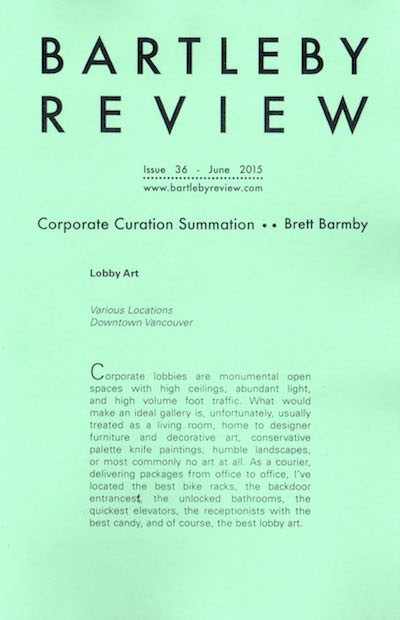 BARTLEBY
REVIEW
Issue 36 - June 2015
www.bartlebyreview.com
Corporate Curation Summation •• Brett Barmby
Lobby Art
Various Locations
Downtown Vancouver
Corporate lobbies are monumental open
spaces with high ceilings, abundant light,
and high volume foot traffic. What would
make an ideal gallery is, unfortunately, usually
treated as a living room, home to designer
furniture and decorative art, conservative
palette knife paintings, humble landscapes,
or most commonly no art at all. As a courier,
delivering packages from office to office, I've
located the best bike racks, the backdoor
entrances, the unlocked bathrooms, the
quickest elevators, the receptionists with the
best candy, and of course, the best lobby art.